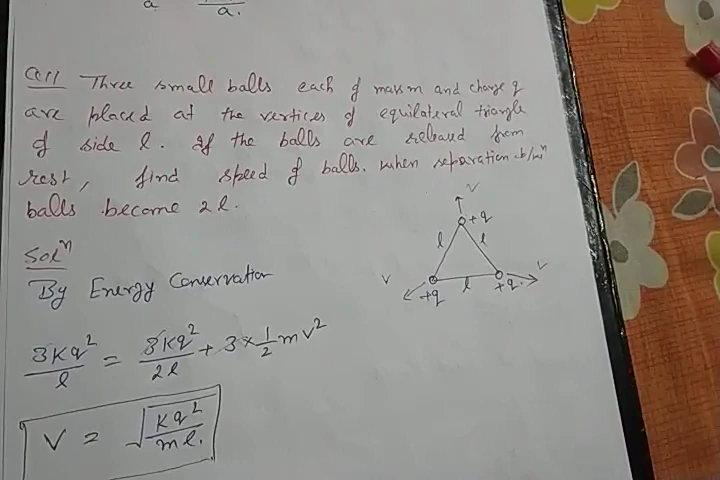 a a.
Q11 Three small balls each of mass m and charge q
are placed at the vertices of equilateral triangle
of side l. If the balls are released from
rest, find speed of balls. when separation b/wn
balls become 2l.
V
+q
l l
V +q l +q. V
Soln
By Energy Conservation
3Kq²/l = 3Kq²/2l + 3×1/2 mv²
V = √(Kq²/ml.)